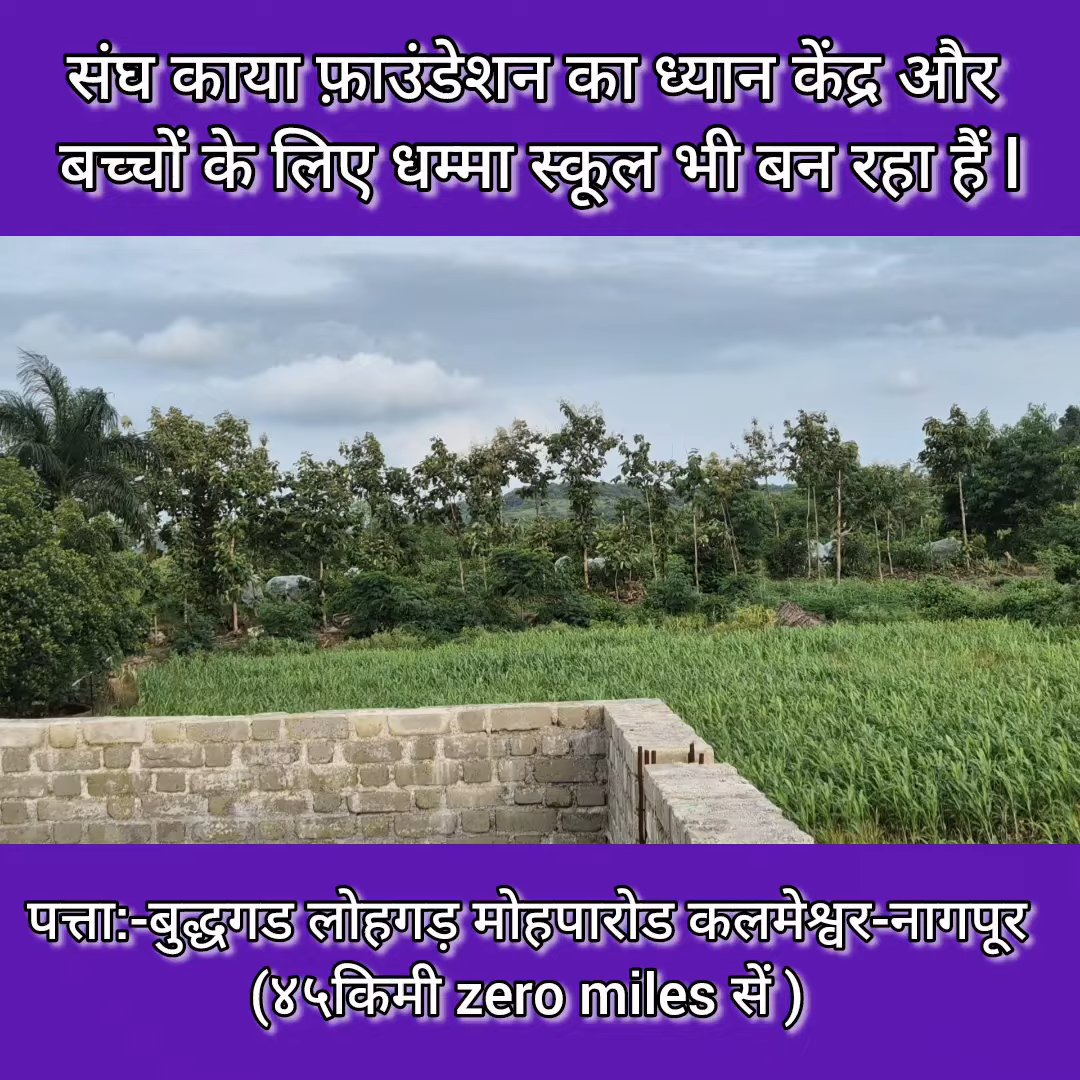 संघ काया फ़ाउंडेशन का ध्यान केंद्र और
बच्चों के लिए धम्मा स्कूल भी बन रहा हैं l
पत्ता:-बुद्धगड लोहगड़ मोहपारोड कलमेश्वर-नागपूर
(४५किमी zero miles सें )